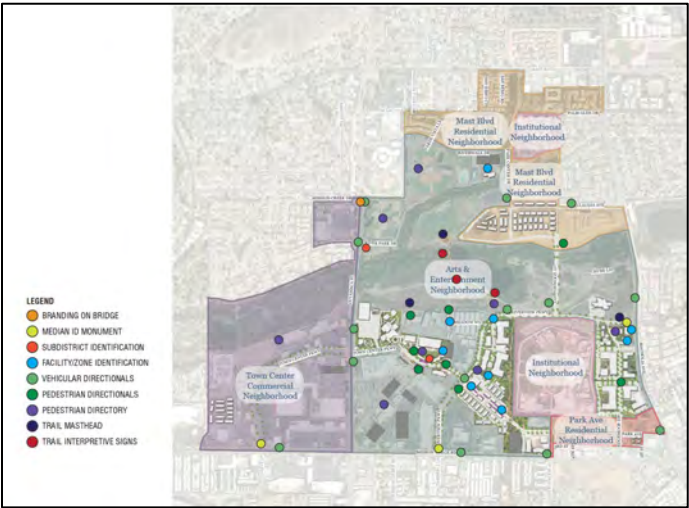 Mast Blvd
Residential
Neighborhood
Institutional
Neighborhood
Mast Blvd
Residential
Neighborhood
Arts &
Entertainment
Neighborhood
LEGEND
BRANDING ON BRIDGE
MEDIAN ID MONUMENT
SUBDISTRICT IDENTIFICATION
FACILITY/ZONE IDENTIFICATION
VEHICULAR DIRECTIONALS
PEDESTRIAN DIRECTIONALS
PEDESTRIAN DIRECTORY
TRAIL MASTHEAD
TRAIL INTERPRETIVE SIGNS
Town Center
Commercial
Neighborhood
Institutional
Neighborhood
Park Ave
Residential
Neighborhood